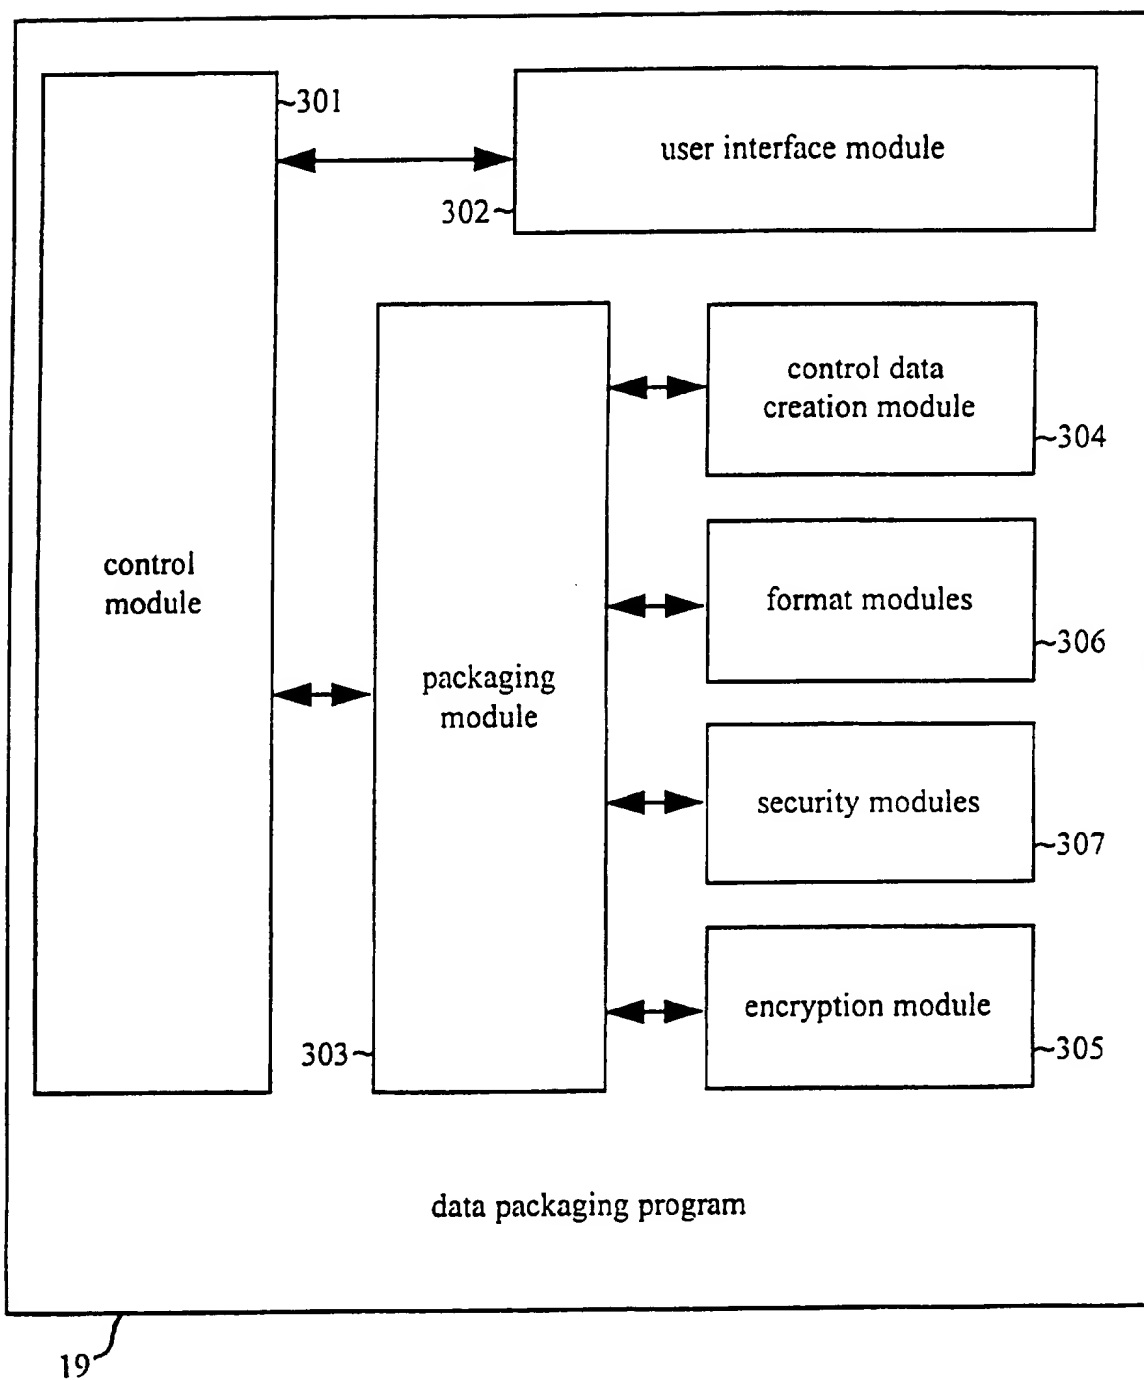 301
user interface module
302
control data
creation module
304
control
module
format modules
306
packaging
module
security modules
307
encryption module
303
305
data packaging program
19